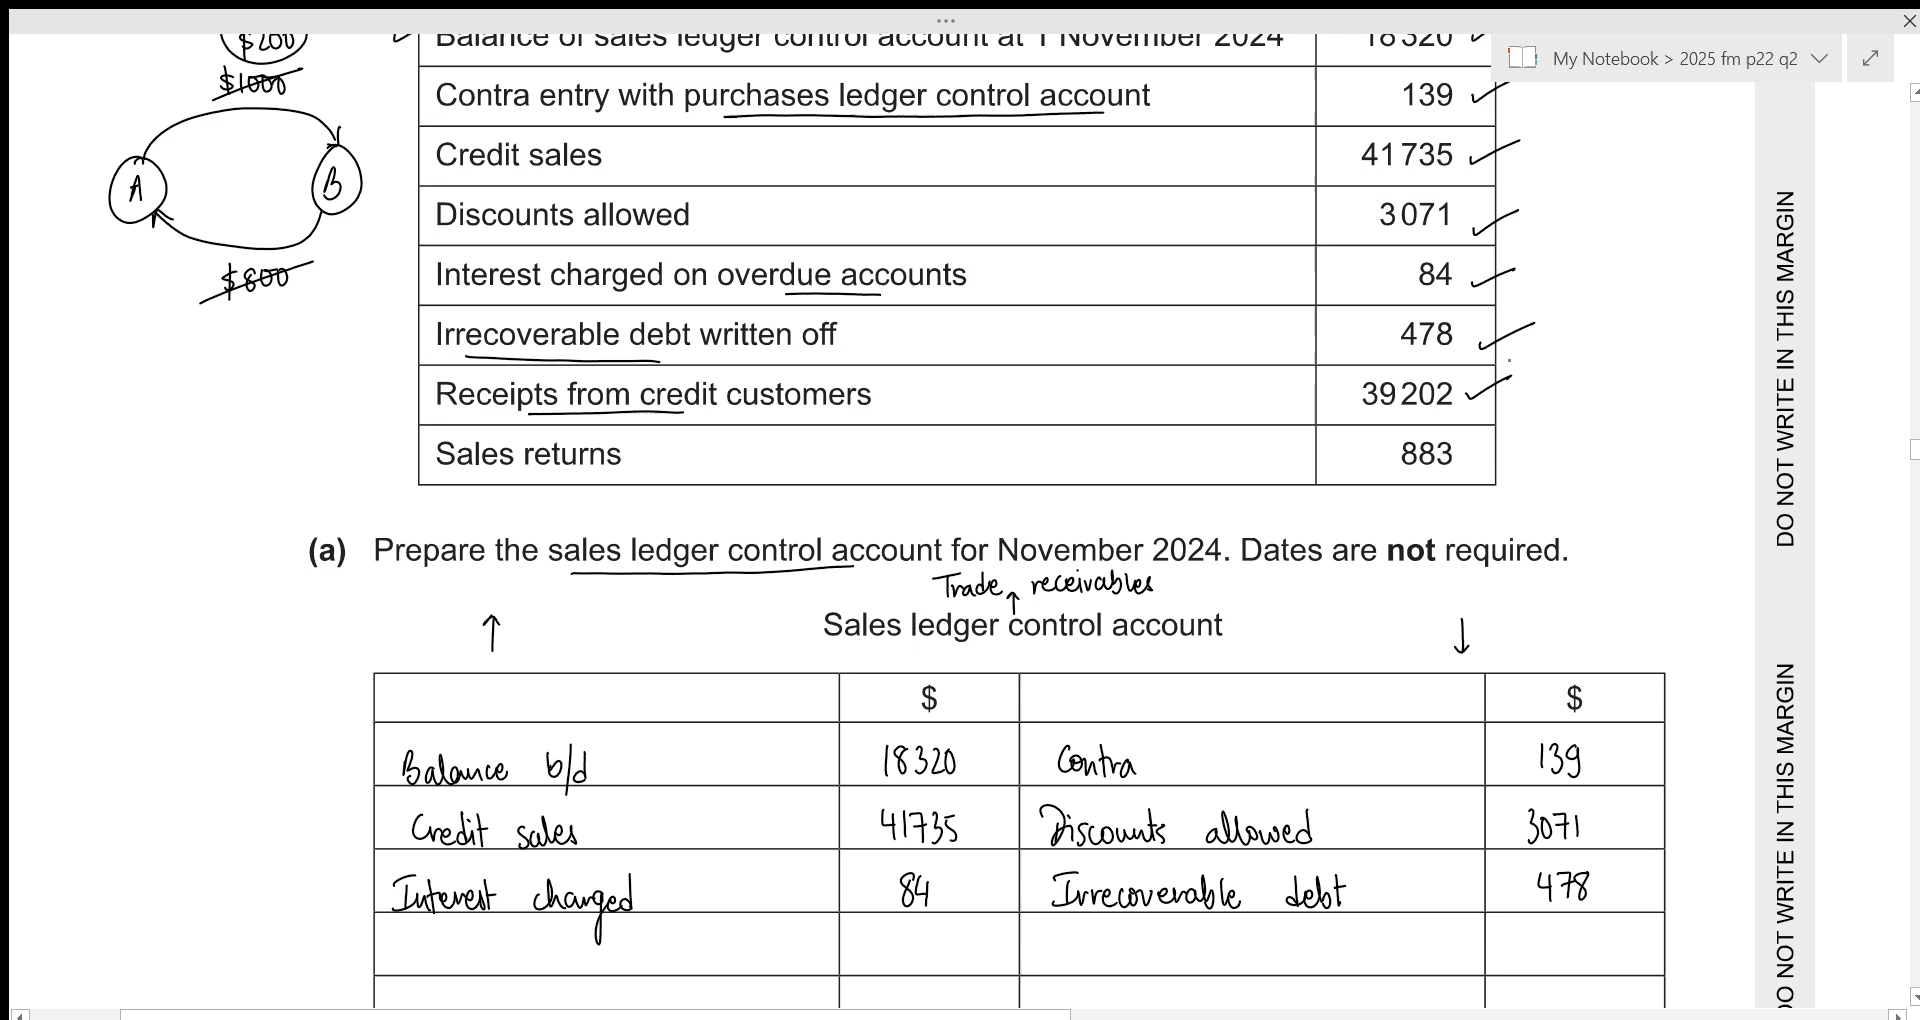 $200
Balance of sales ledger control account at 1 November 2024 18320
My Notebook > 2025 fm p22 q2
$1000
Contra entry with purchases ledger control account 139
Credit sales 41735
A B
Discounts allowed 3071
Interest charged on overdue accounts 84
$800
Irrecoverable debt written off 478
Receipts from credit customers 39202
Sales returns 883
(a) Prepare the sales ledger control account for November 2024. Dates are not required.
Trade receivables
Sales ledger control account
$ $
Balance b/d 18320 Contra 139
Credit sales 41735 Discounts allowed 3071
Interest charged 84 Irrecoverable debt 478
DO NOT WRITE IN THIS MARGIN
DO NOT WRITE IN THIS MARGIN